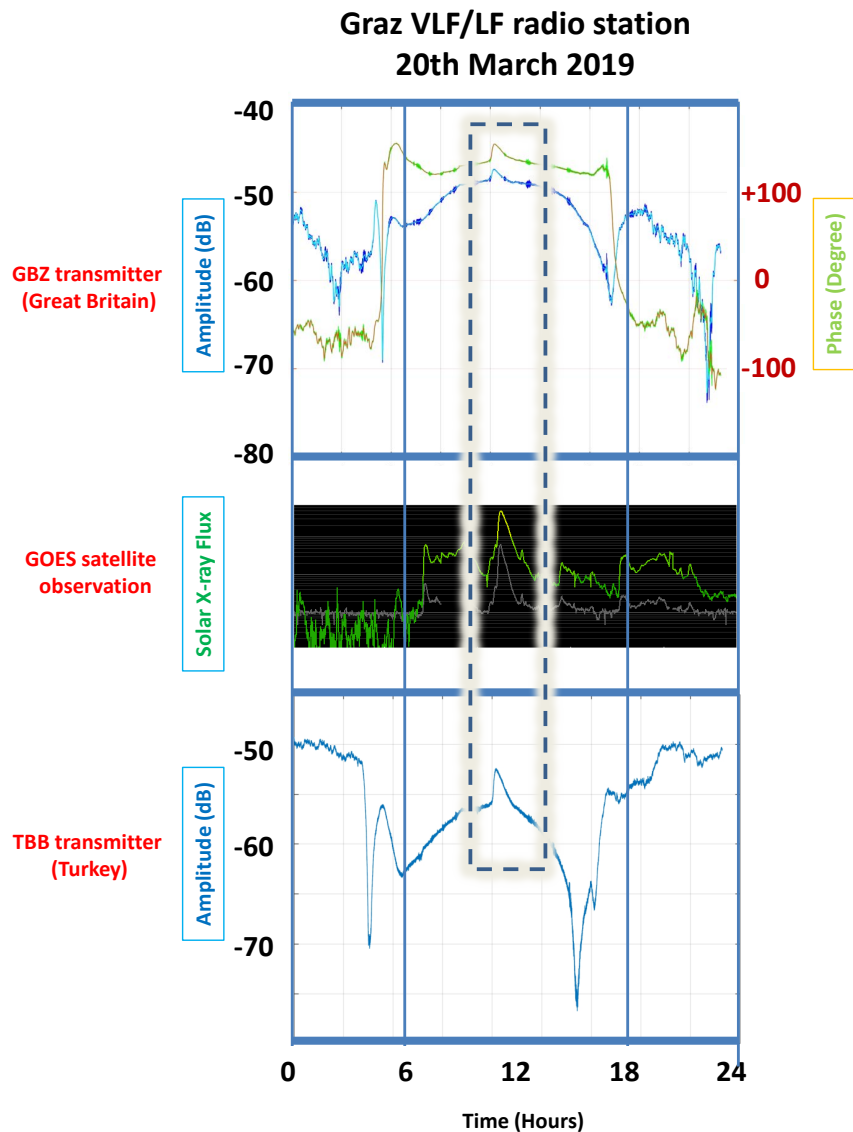 Graz VLF/LF radio station
20th March 2019
-40
-50
-60
-70
-80
Amplitude (dB)
GBZ transmitter
(Great Britain)
+100
0
-100
Phase (Degree)
GOES satellite
observation
Solar X-ray Flux
-50
-60
-70
Amplitude (dB)
TBB transmitter
(Turkey)
0 6 12 18 24
Time (Hours)